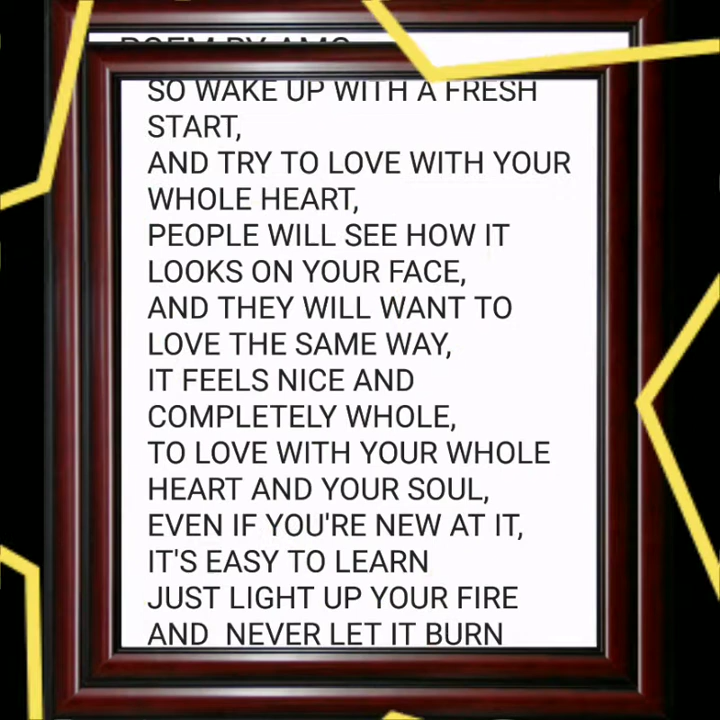 POEM BY AMG
SO WAKE UP WITH A FRESH
START,
AND TRY TO LOVE WITH YOUR
WHOLE HEART,
PEOPLE WILL SEE HOW IT
LOOKS ON YOUR FACE,
AND THEY WILL WANT TO
LOVE THE SAME WAY,
IT FEELS NICE AND
COMPLETELY WHOLE,
TO LOVE WITH YOUR WHOLE
HEART AND YOUR SOUL,
EVEN IF YOU'RE NEW AT IT,
IT'S EASY TO LEARN
JUST LIGHT UP YOUR FIRE
AND  NEVER LET IT BURN